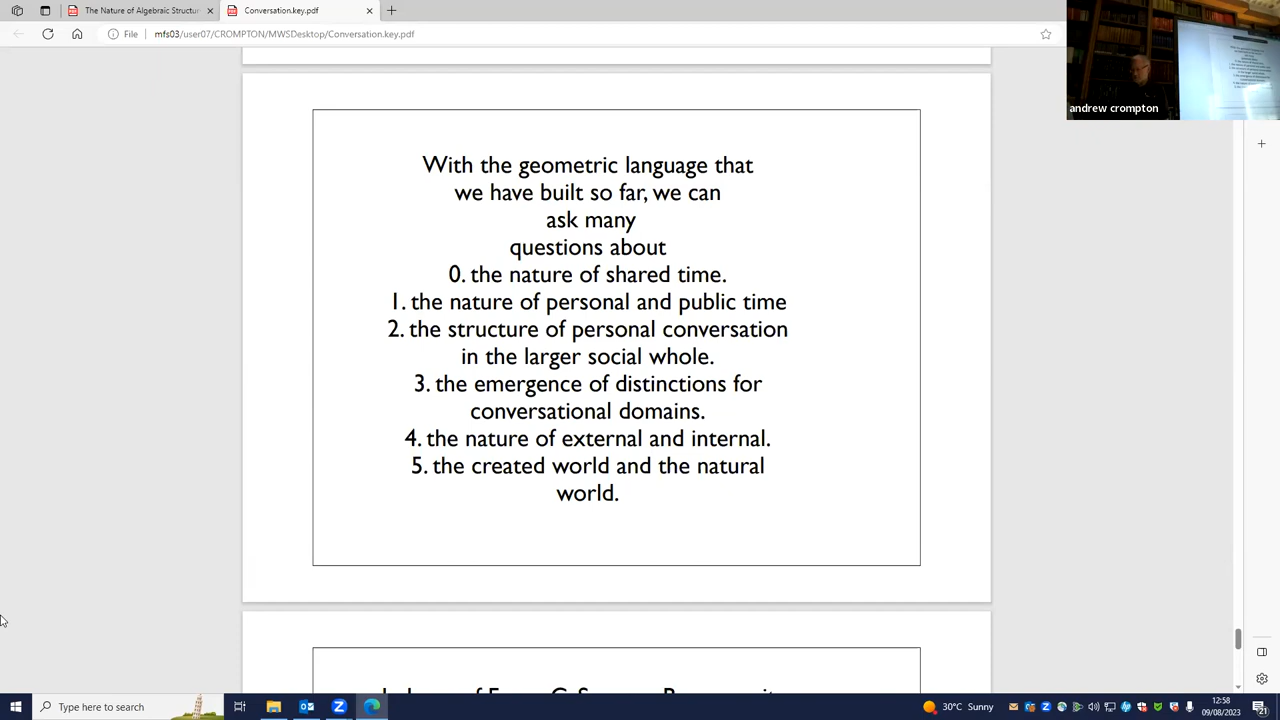 The Nature of Algebraic Structur
Conversation.key.pdf
File
mfs03/user07/CROMPTON/MWSDesktop/Conversation.key.pdf
andrew crompton
With the geometric language that
we have built so far, we can
ask many
questions about
0. the nature of shared time.
1. the nature of personal and public time
2. the structure of personal conversation
in the larger social whole.
3. the emergence of distinctions for
conversational domains.
4. the nature of external and internal.
5. the created world and the natural
world.
Type here to search
30°C Sunny
12:58
09/08/2023
21